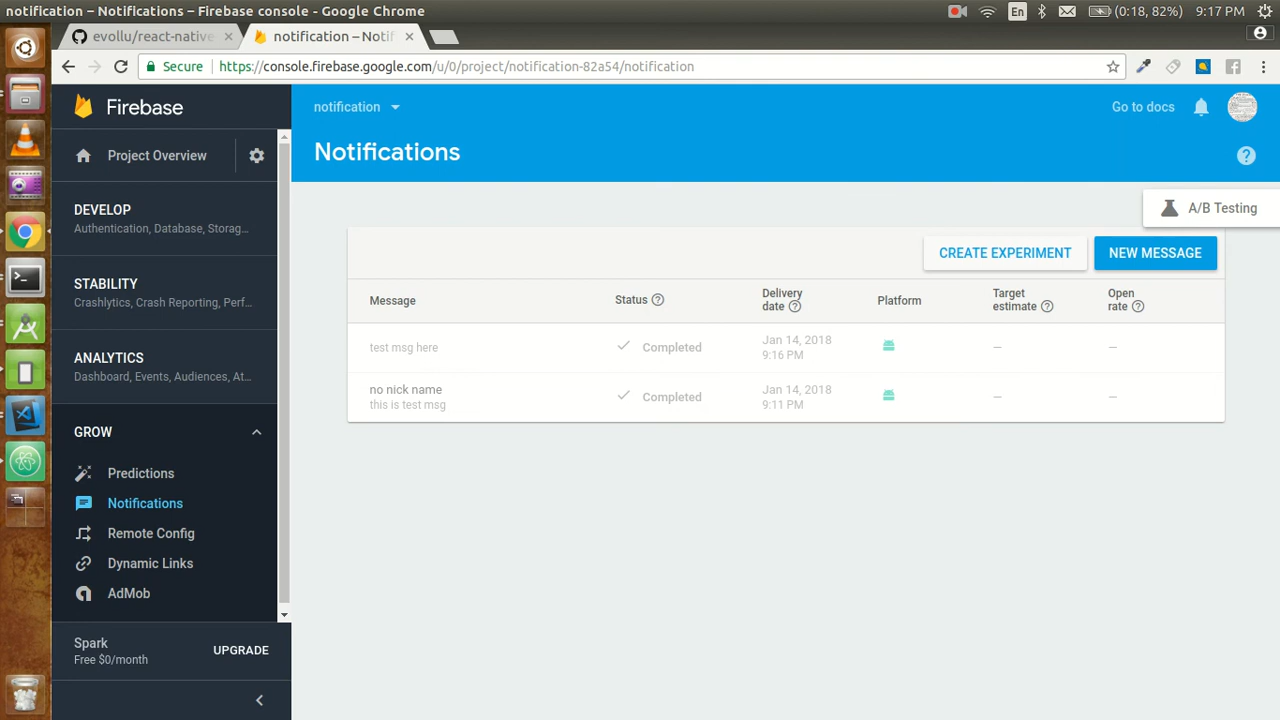 notification – Notifications – Firebase console - Google Chrome
En
(0:18, 82%)
9:17 PM
evollu/react-native
notification – Notif
Secure
https://console.firebase.google.com/u/0/project/notification-82a54/notification
Firebase
Project Overview
DEVELOP
Authentication, Database, Storag...
STABILITY
Crashlytics, Crash Reporting, Perf...
ANALYTICS
Dashboard, Events, Audiences, At...
GROW
Predictions
Notifications
Remote Config
Dynamic Links
AdMob
Spark
Free $0/month
UPGRADE
notification
Go to docs
Notifications
A/B Testing
CREATE EXPERIMENT
NEW MESSAGE
Message
Status
Delivery
date
Platform
Target
estimate
Open
rate
test msg here
Completed
Jan 14, 2018
9:16 PM
—
—
no nick name
this is test msg
Completed
Jan 14, 2018
9:11 PM
—
—